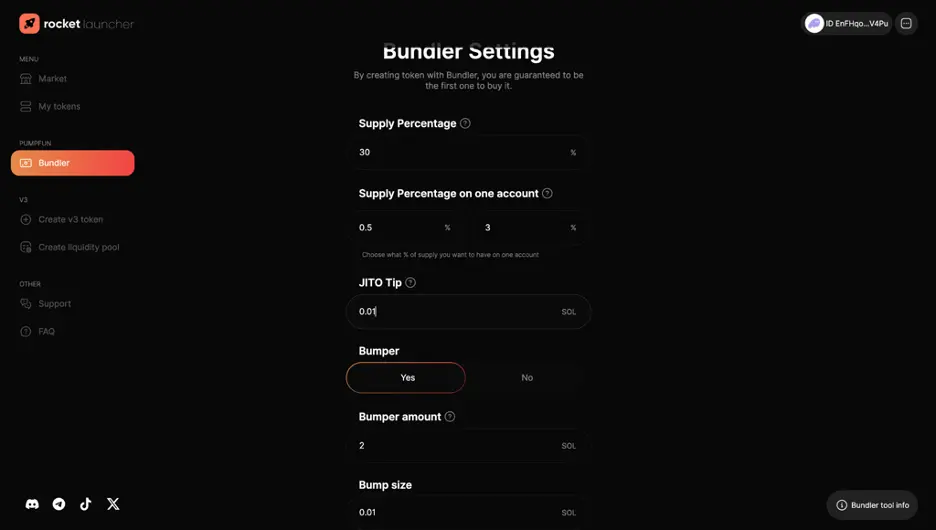 rocket launcher
ID EnFHqo...V4Pu
MENU
Market
My tokens
PUMPFUN
Bundler
V3
Create v3 token
Create liquidity pool
OTHER
Support
FAQ
Bundler Settings
By creating token with Bundler, you are guaranteed to be
the first one to buy it.
Supply Percentage ?
30 %
Supply Percentage on one account ?
0.5 % 3 %
Choose what % of supply you want to have on one account
JITO Tip ?
0.01 SOL
Bumper
Yes No
Bumper amount ?
2 SOL
Bump size
0.01 SOL
Bundler tool info